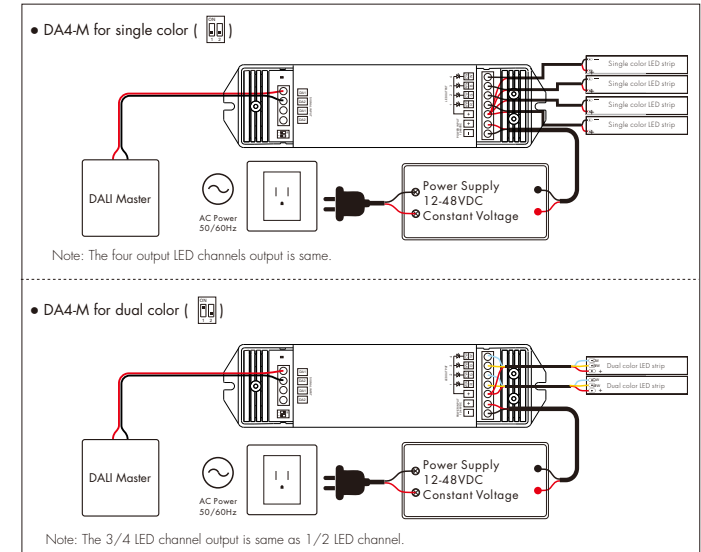 ● DA4-M for single color ( ON 1 2 )
Single color LED strip
Single color LED strip
Single color LED strip
Single color LED strip
DALI Master
AC Power
50/60Hz
Power Supply
12-48VDC
Constant Voltage
Note: The four output LED channels output is same.
● DA4-M for dual color ( ON 1 2 )
Dual color LED strip
Dual color LED strip
DALI Master
AC Power
50/60Hz
Power Supply
12-48VDC
Constant Voltage
Note: The 3/4 LED channel output is same as 1/2 LED channel.